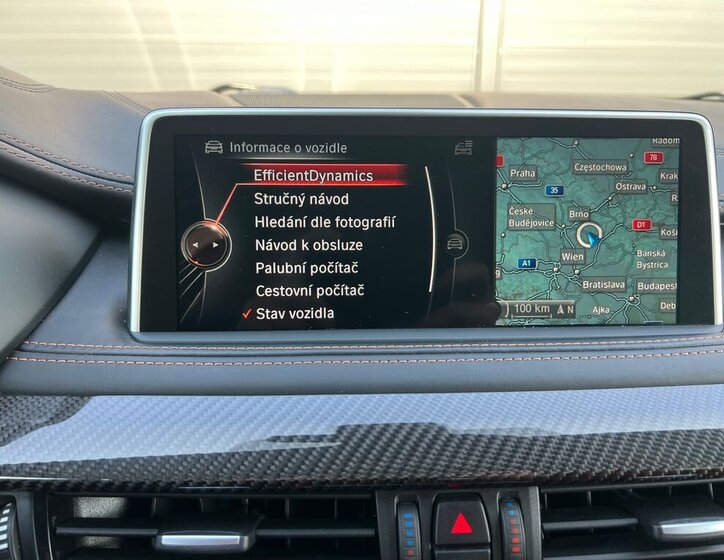 Informace o vozidle
EfficientDynamics
Stručný návod
Hledání dle fotografií
Návod k obsluze
Palubní počítač
Cestovní počítač
Stav vozidla
Radom
78
Częstochowa
Praha
Krak
35
Ostrava
České
Budějovice
Brno
D1
Koši
Wien
Banská
Bystrica
A1
Bratislava
Budapest
100 km
N
Ajka
Deb